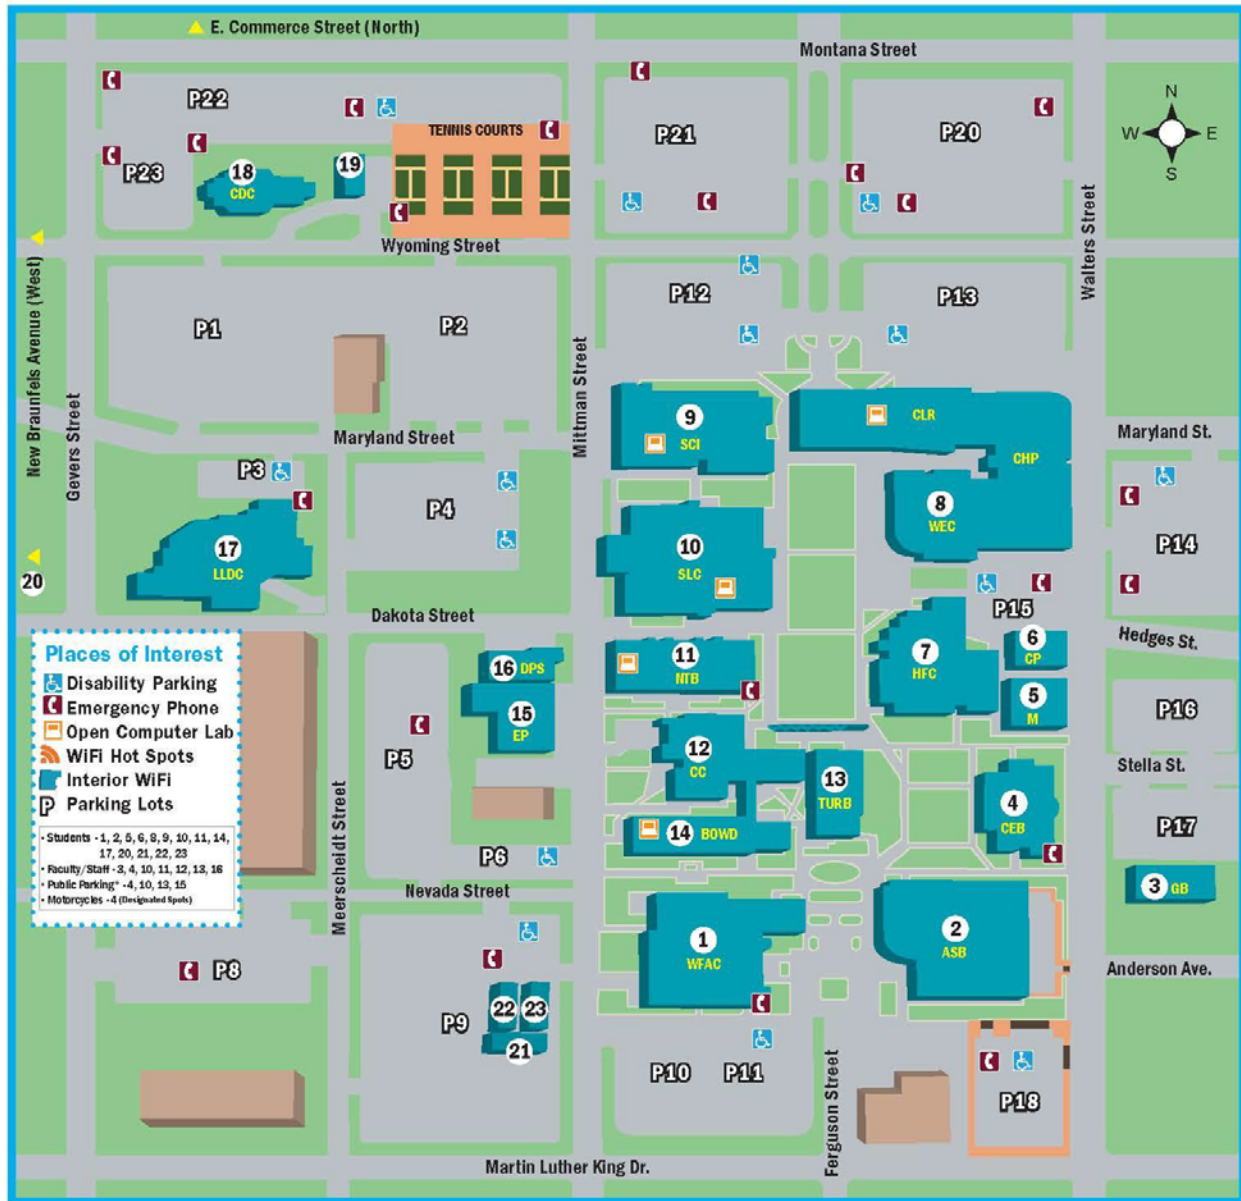 E. Commerce Street (North)
Montana Street
P22
P21
P20
N
W E
S
TENNIS COURTS
P23
18
CDC
19
Wyoming Street
New Braunfels Avenue (West)
Gevers Street
Mittman Street
Walters Street
P1
P2
P12
P13
Maryland Street
Maryland St.
9
SCI
CLR
CHP
P3
P4
8
WEC
P14
17
LLDC
10
SLC
20
P15
Dakota Street
Hedges St.
6
CP
7
HFC
5
M
P16
16 DPS
15
EP
11
NTB
P5
12
CC
13
TURB
Stella St.
4
CEB
P17
14 BOWD
P6
Nevada Street
3 GB
Places of Interest
Disability Parking
Emergency Phone
Open Computer Lab
WiFi Hot Spots
Interior WiFi
P Parking Lots
• Students - 1, 2, 5, 6, 8, 9, 10, 11, 14,
17, 20, 21, 22, 23
• Faculty/Staff - 3, 4, 10, 11, 12, 13, 16
• Public Parking* - 4, 10, 13, 15
• Motorcycles - 4 (Designated Spots)
Meerscheidt Street
1
WFAC
2
ASB
Anderson Ave.
P8
P9
22 23
21
P10 P11
Ferguson Street
P18
Martin Luther King Dr.